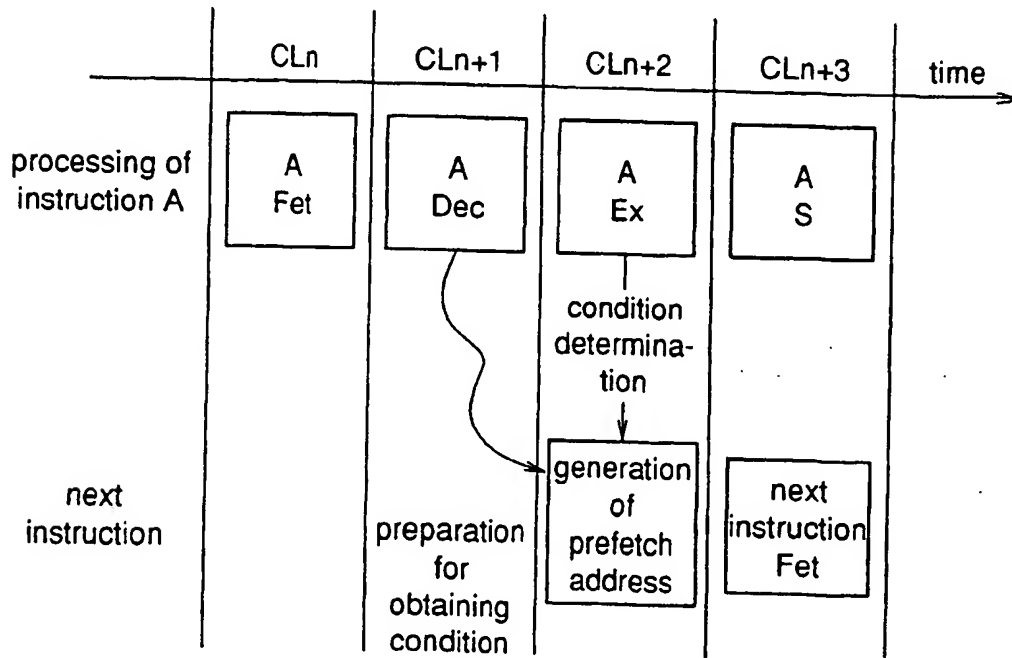 CLn
CLn+1
CLn+2
CLn+3
time
processing of
instruction A
A
Fet
A
Dec
A
Ex
A
S
condition
determina-
tion
next
instruction
preparation
for
obtaining
condition
generation
of
prefetch
address
next
instruction
Fet